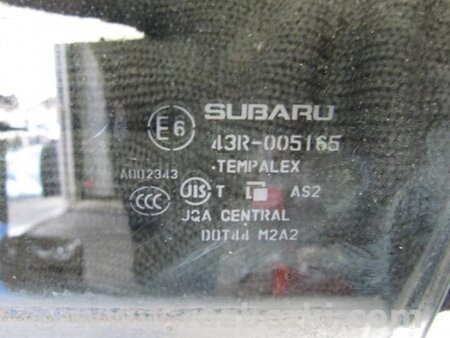 SUBARU
E6 43R-005165
TEMPALEX
A002343
CCC JIS T AS2
JQA CENTRAL
DOT44 M2A2